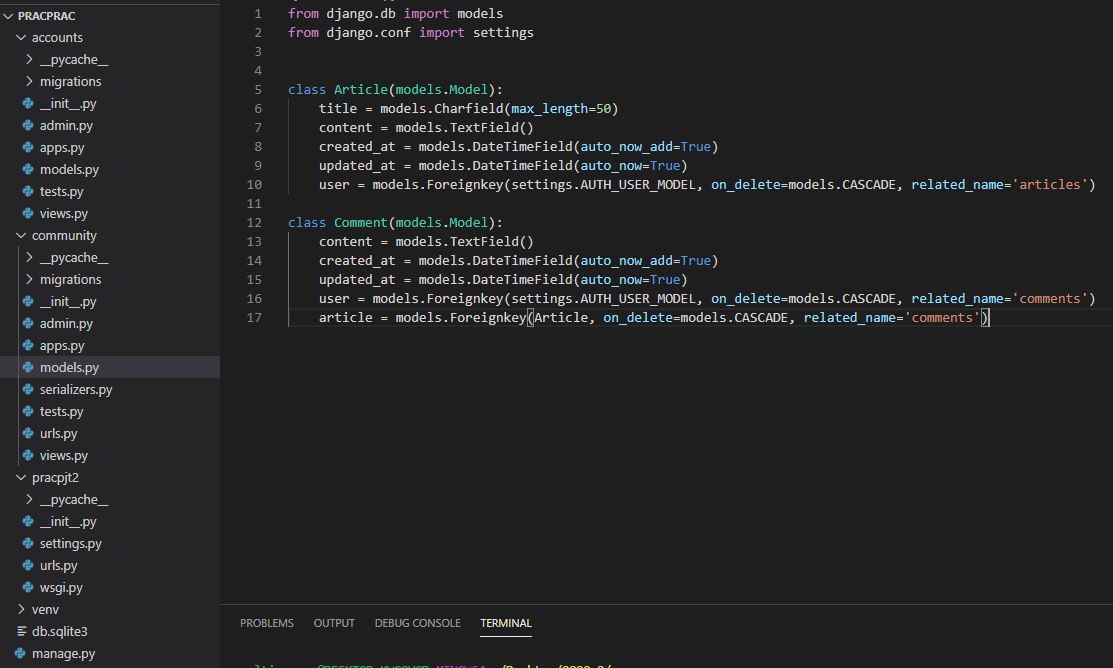 PRACPRAC
accounts
__pycache__
migrations
__init__.py
admin.py
apps.py
models.py
tests.py
views.py
community
__pycache__
migrations
__init__.py
admin.py
apps.py
models.py
serializers.py
tests.py
urls.py
views.py
pracpjt2
__pycache__
__init__.py
settings.py
urls.py
wsgi.py
venv
db.sqlite3
manage.py
1 from django.db import models
2 from django.conf import settings
3
4
5 class Article(models.Model):
6 title = models.Charfield(max_length=50)
7 content = models.TextField()
8 created_at = models.DateTimeField(auto_now_add=True)
9 updated_at = models.DateTimeField(auto_now=True)
10 user = models.Foreignkey(settings.AUTH_USER_MODEL, on_delete=models.CASCADE, related_name='articles')
11
12 class Comment(models.Model):
13 content = models.TextField()
14 created_at = models.DateTimeField(auto_now_add=True)
15 updated_at = models.DateTimeField(auto_now=True)
16 user = models.Foreignkey(settings.AUTH_USER_MODEL, on_delete=models.CASCADE, related_name='comments')
17 article = models.Foreignkey(Article, on_delete=models.CASCADE, related_name='comments')
PROBLEMS OUTPUT DEBUG CONSOLE TERMINAL